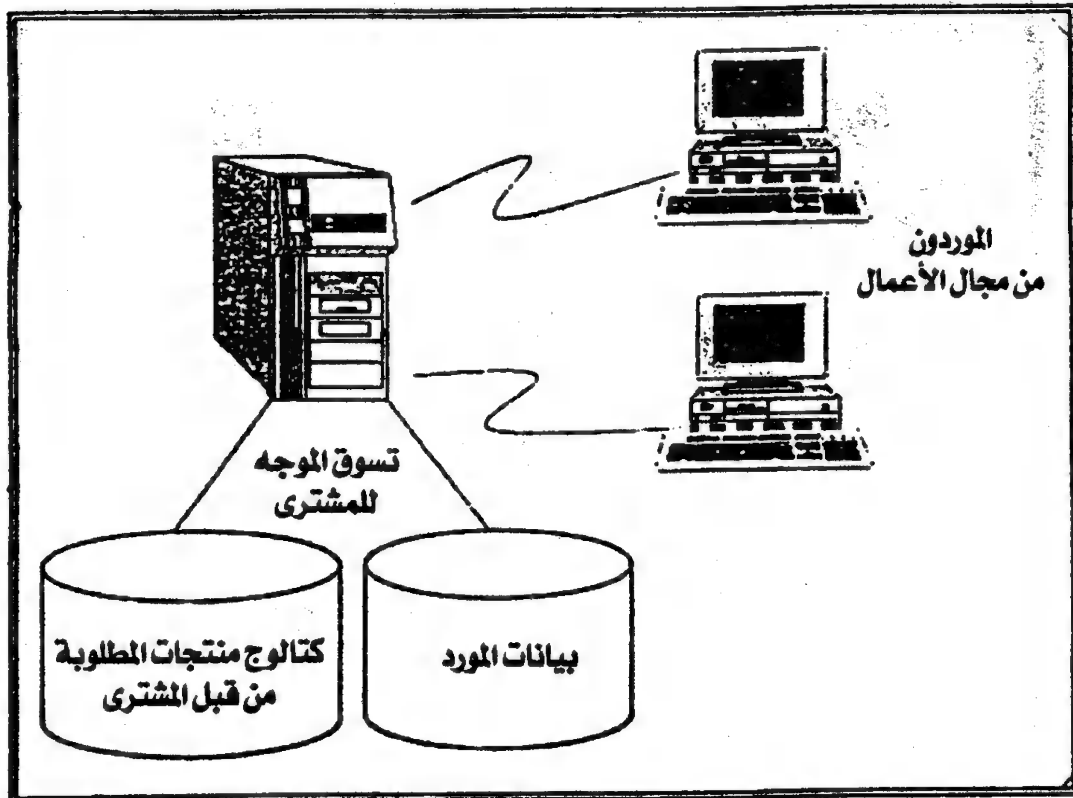 الموردون
من مجال الأعمال
تسوق الموجه
للمشترى
كتالوج منتجات المطلوبة
من قبل المشترى
بيانات المورد